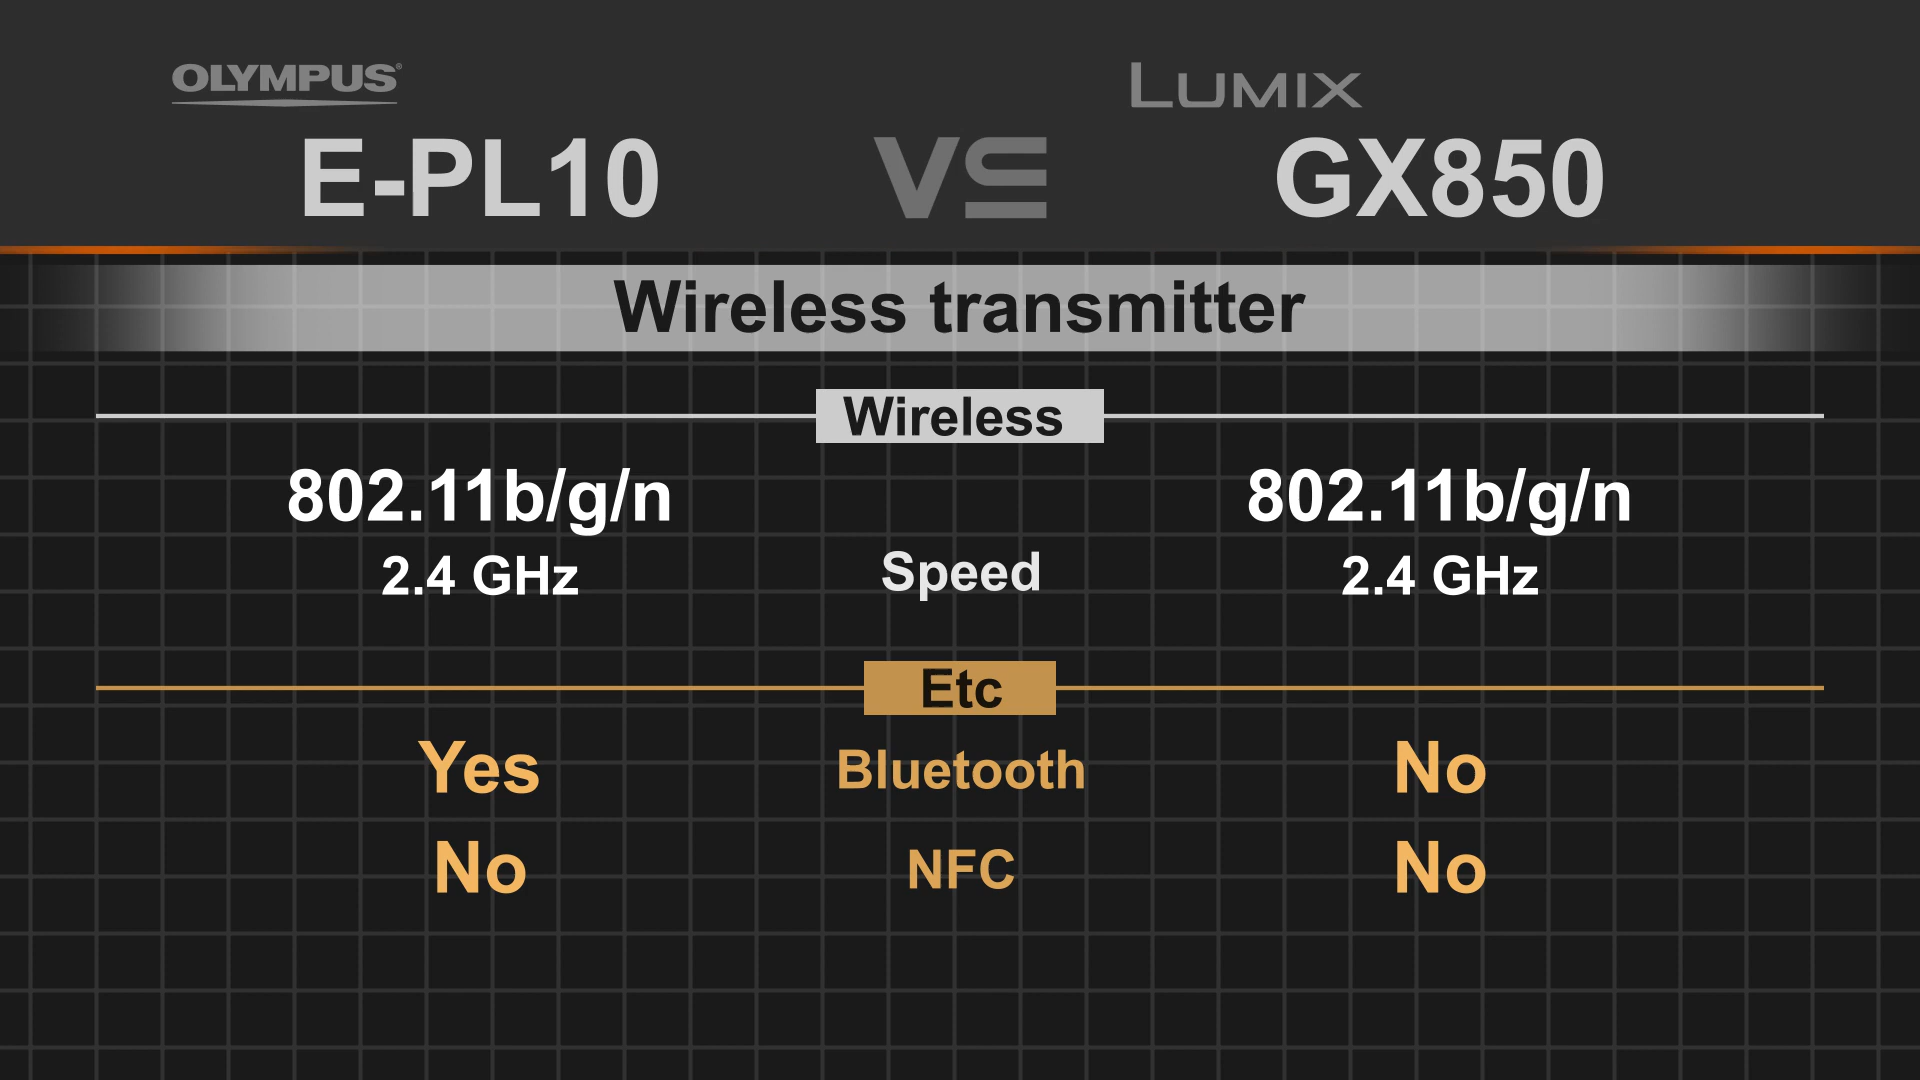 OLYMPUS®
LUMIX
E-PL10 VS GX850
Wireless transmitter
Wireless
802.11b/g/n 802.11b/g/n
2.4 GHz Speed 2.4 GHz
Etc
Yes Bluetooth No
No NFC No